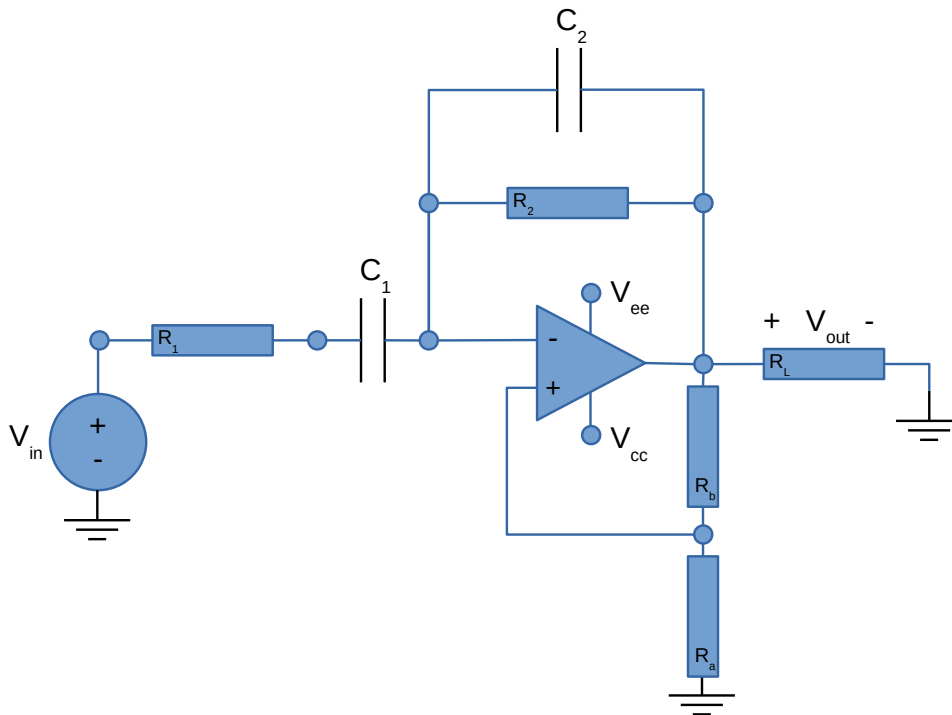 C2
R2
C1
Vee
R1
-
+ Vout -
RL
+
Vin
+
-
Vcc
Rb
Ra